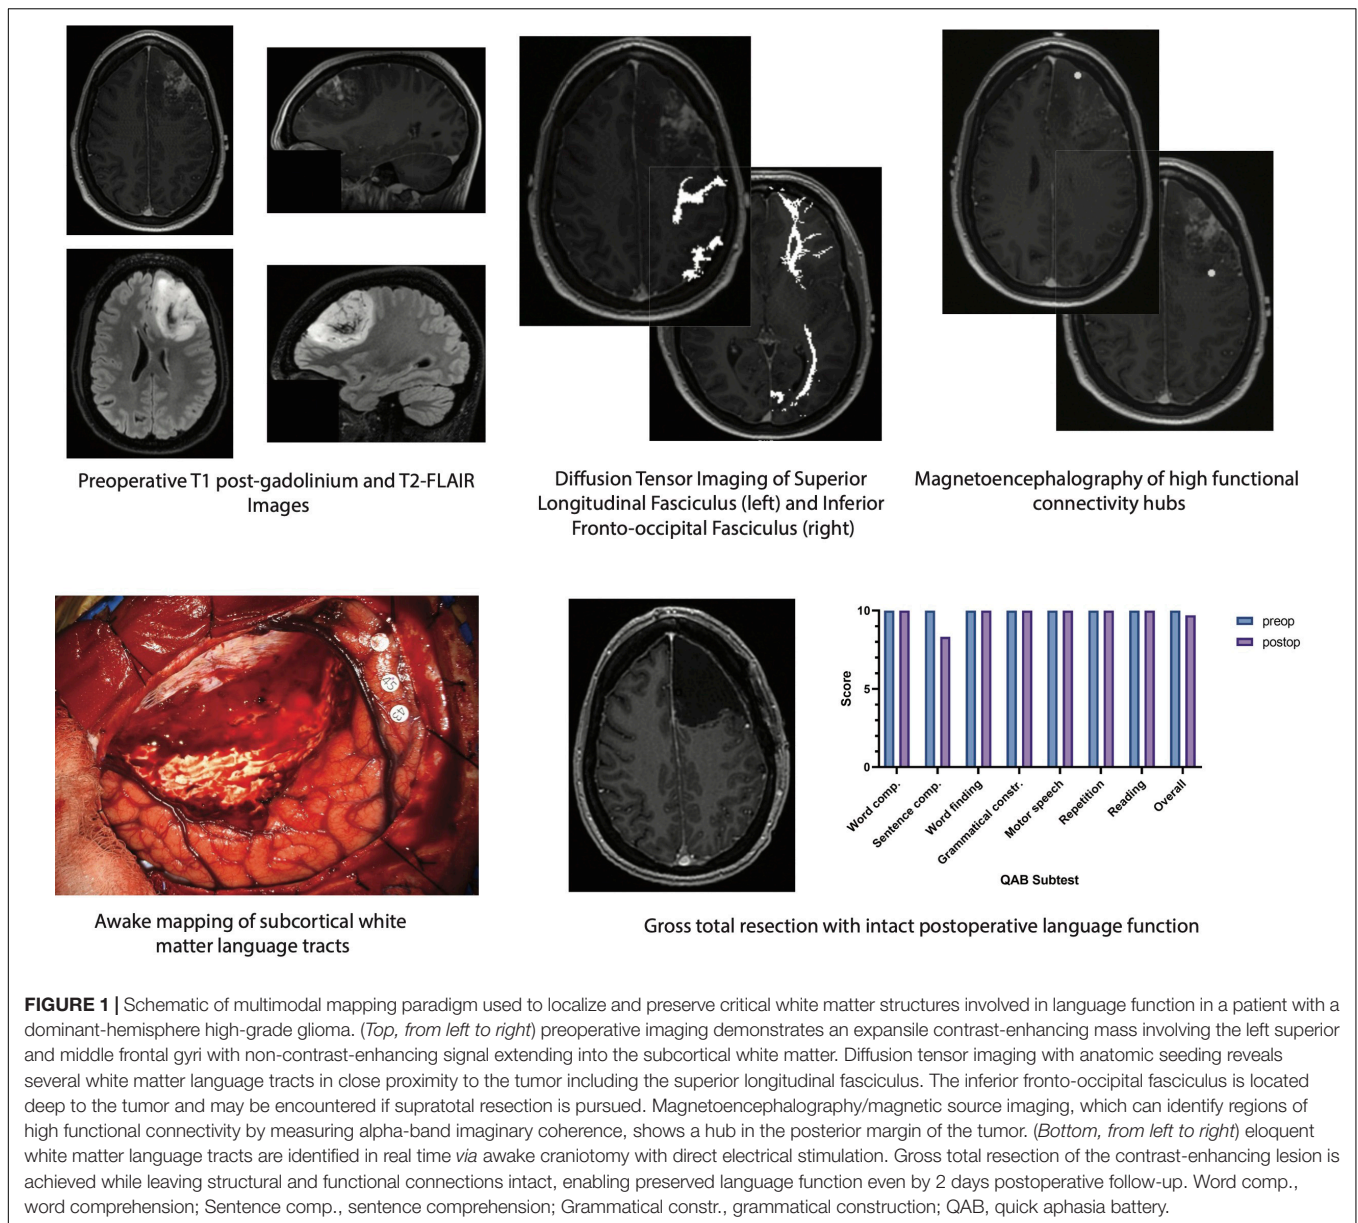 Preoperative T1 post-gadolinium and T2-FLAIR
Images
Diffusion Tensor Imaging of Superior
Longitudinal Fasciculus (left) and Inferior
Fronto-occipital Fasciculus (right)
Magnetoencephalography of high functional
connectivity hubs
45
43
Awake mapping of subcortical white
matter language tracts
10
5
0
Score
Word comp.
Sentence comp.
Word finding
Grammatical constr.
Motor speech
Repetition
Reading
Overall
QAB Subtest
preop
postop
Gross total resection with intact postoperative language function
FIGURE 1 | Schematic of multimodal mapping paradigm used to localize and preserve critical white matter structures involved in language function in a patient with a
dominant-hemisphere high-grade glioma. (Top, from left to right) preoperative imaging demonstrates an expansile contrast-enhancing mass involving the left superior
and middle frontal gyri with non-contrast-enhancing signal extending into the subcortical white matter. Diffusion tensor imaging with anatomic seeding reveals
several white matter language tracts in close proximity to the tumor including the superior longitudinal fasciculus. The inferior fronto-occipital fasciculus is located
deep to the tumor and may be encountered if supratotal resection is pursued. Magnetoencephalography/magnetic source imaging, which can identify regions of
high functional connectivity by measuring alpha-band imaginary coherence, shows a hub in the posterior margin of the tumor. (Bottom, from left to right) eloquent
white matter language tracts are identified in real time via awake craniotomy with direct electrical stimulation. Gross total resection of the contrast-enhancing lesion is
achieved while leaving structural and functional connections intact, enabling preserved language function even by 2 days postoperative follow-up. Word comp.,
word comprehension; Sentence comp., sentence comprehension; Grammatical constr., grammatical construction; QAB, quick aphasia battery.